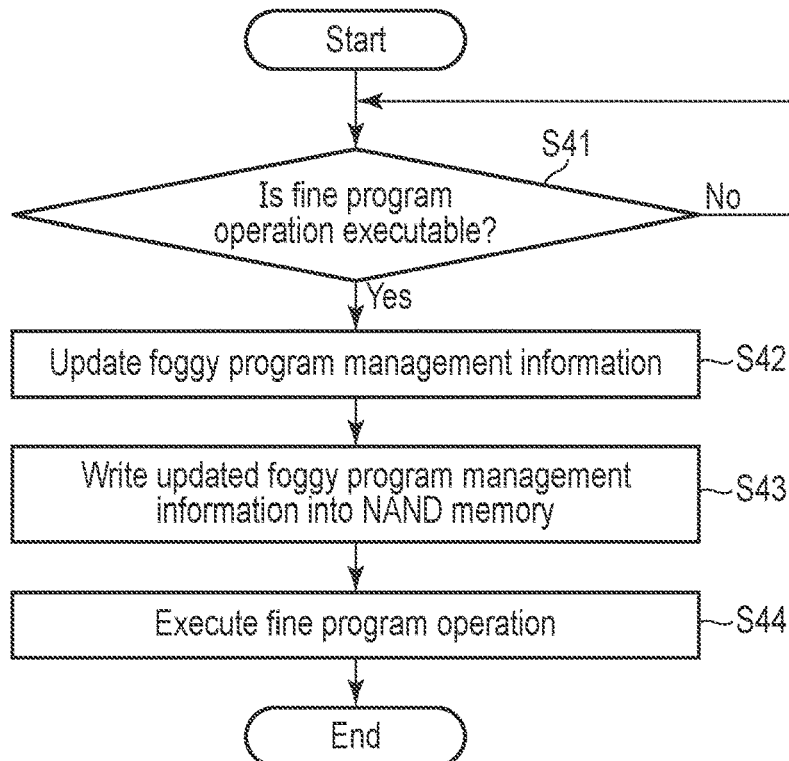 Start
S41
Is fine program
operation executable?
No
Yes
Update foggy program management information
S42
Write updated foggy program management
information into NAND memory
S43
Execute fine program operation
S44
End